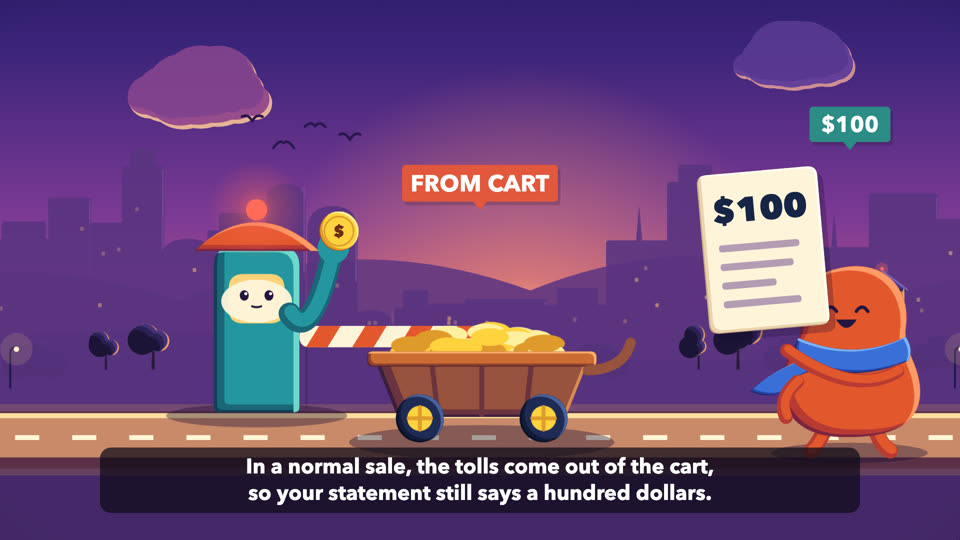 $100
FROM CART
$100
$
In a normal sale, the tolls come out of the cart,
so your statement still says a hundred dollars.